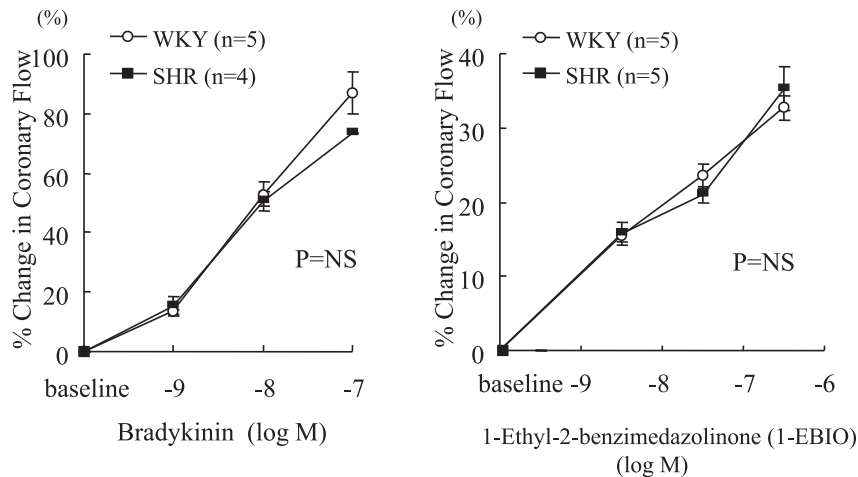 (%)
WKY (n=5)
SHR (n=4)
% Change in Coronary Flow
100
80
60
40
20
0
P=NS
baseline -9 -8 -7
Bradykinin (log M)
(%)
WKY (n=5)
SHR (n=5)
% Change in Coronary Flow
40
30
20
10
0
P=NS
baseline -9 -8 -7 -6
1-Ethyl-2-benzimedazolinone (1-EBIO)
(log M)